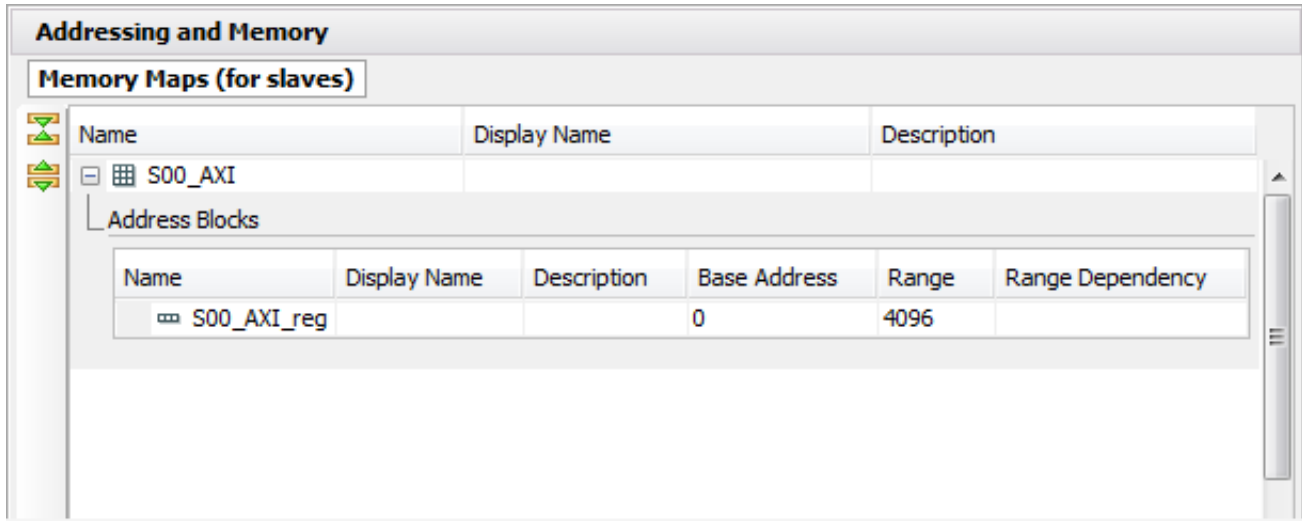 Addressing and Memory
Memory Maps (for slaves)
Name Display Name Description
S00_AXI
Address Blocks
Name Display Name Description Base Address Range Range Dependency
S00_AXI_reg 0 4096